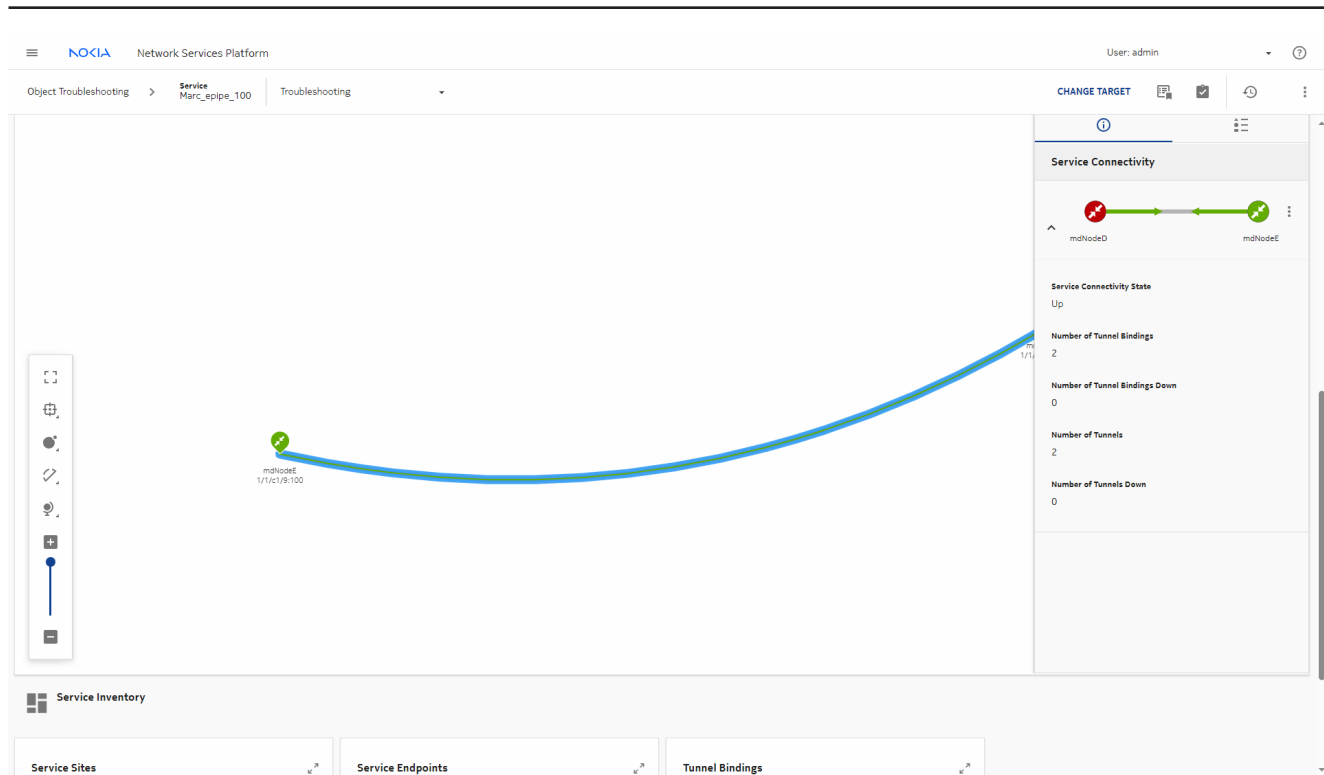 NOKIA Network Services Platform
User: admin
Object Troubleshooting
Service
Marc_epipe_100
Troubleshooting
CHANGE TARGET
Service Connectivity
mdNodeD
mdNodeE
Service Connectivity State
Up
Number of Tunnel Bindings
2
Number of Tunnel Bindings Down
0
Number of Tunnels
2
Number of Tunnels Down
0
m
1/1/
mdNodeE
1/1/c1/9:100
Service Inventory
Service Sites
Service Endpoints
Tunnel Bindings